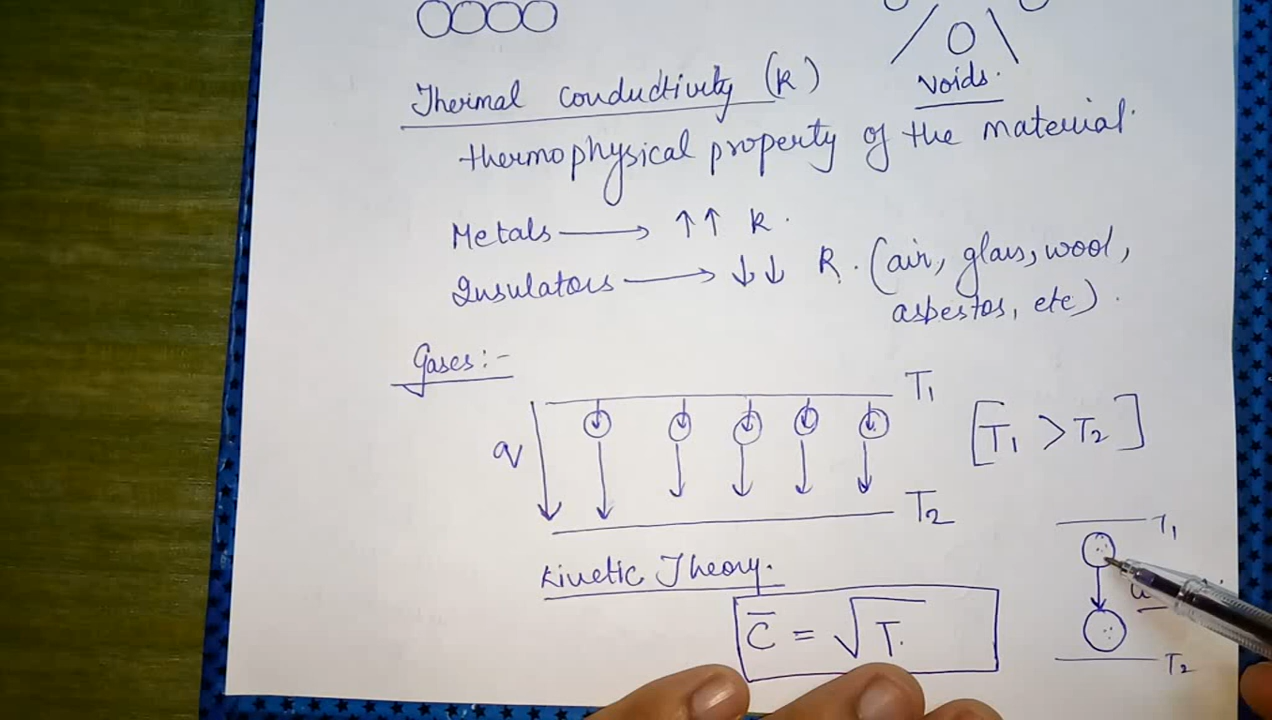 Thermal conductivity (k)
voids.
thermophysical property of the material.
Metals → ↑↑ k.
Insulators → ↓↓ k. (air, glass, wool,
asbestos, etc).
Gases:-
T₁
q
[T₁ > T₂]
T₂
T₁
Kinetic Theory.
C̅ = √T.
T₂